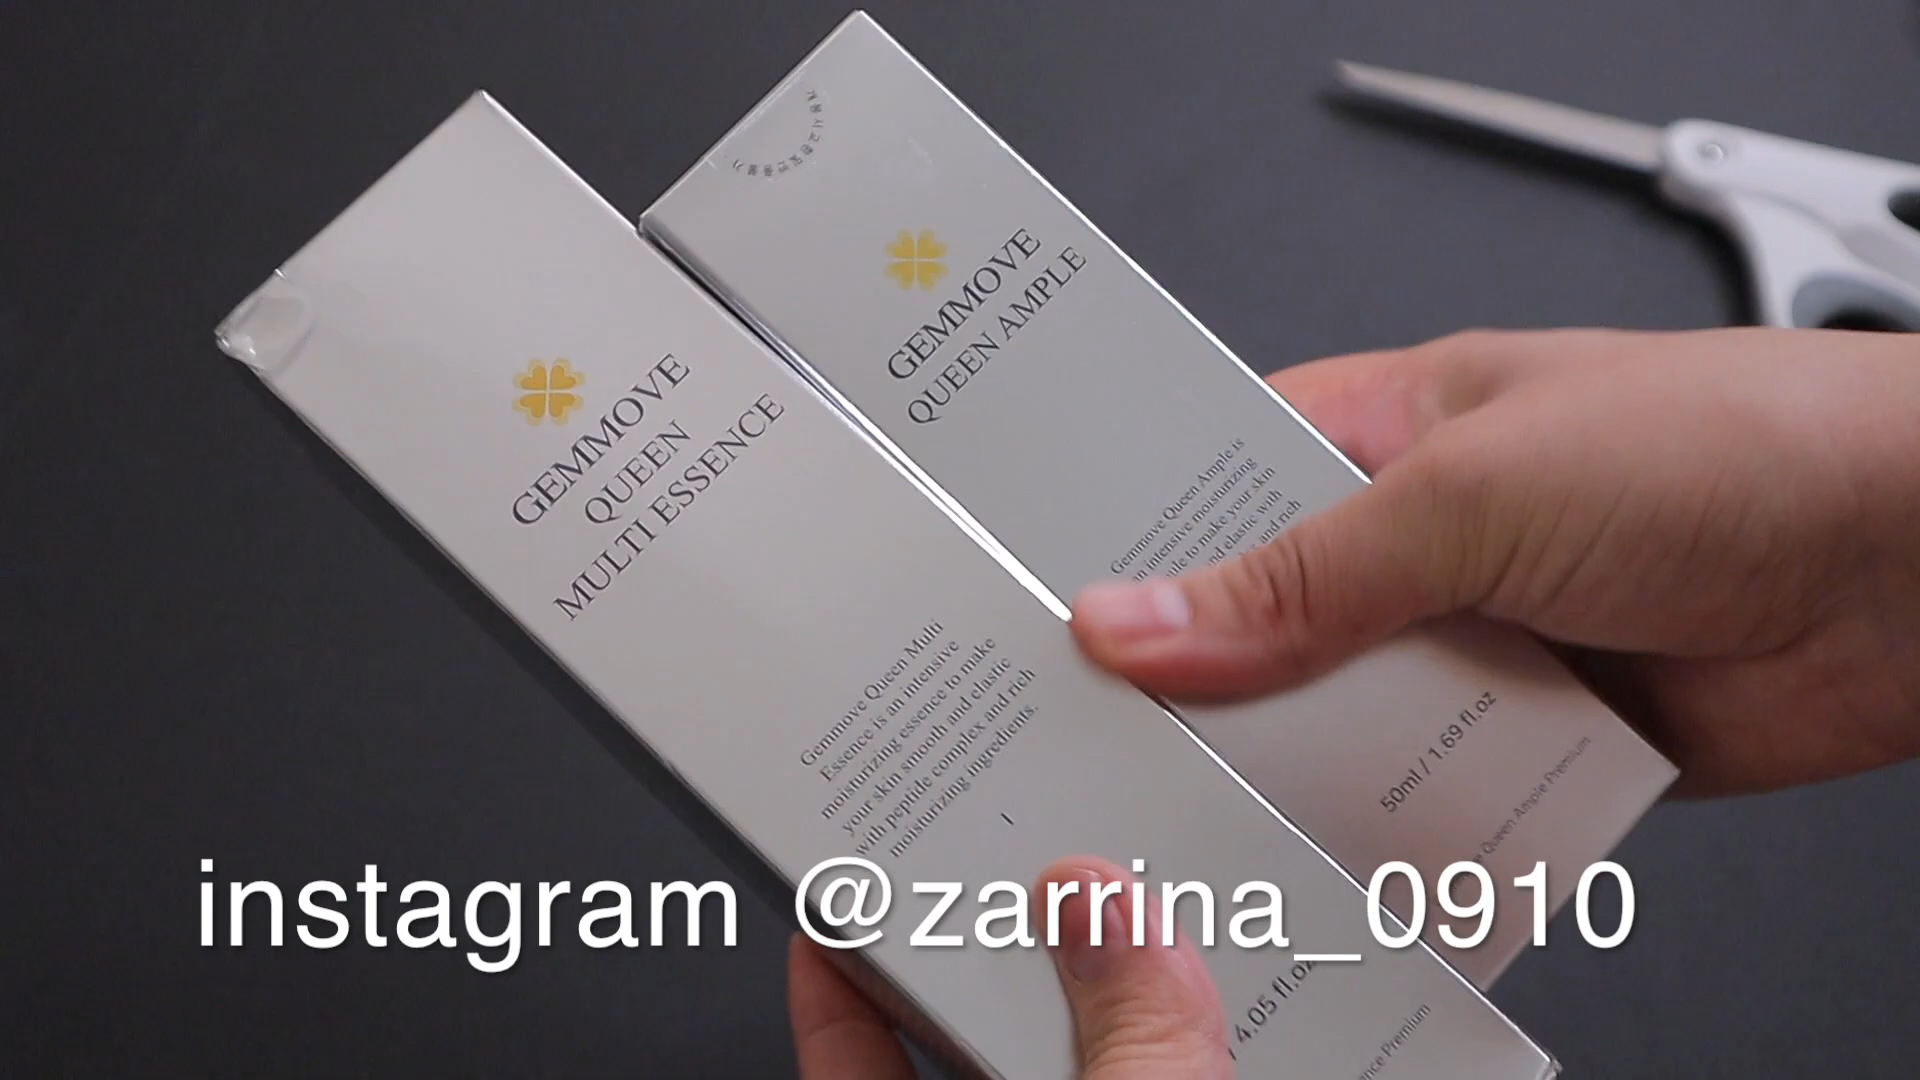 GEMMOVE
QUEEN
MULTI ESSENCE
Gemmove Queen Multi
Essence is an intensive
moisturizing essence to make
your skin smooth and elastic
with peptide complex and rich
moisturizing ingredients.
/ 4.05 fl.oz
Premium
GEMMOVE
QUEEN AMPLE
Gemmove Queen Ample is
an intensive moisturizing
to make your skin
and elastic with
and rich
50ml / 1.69 fl.oz
Queen Ample Premium
instagram @zarrina_0910